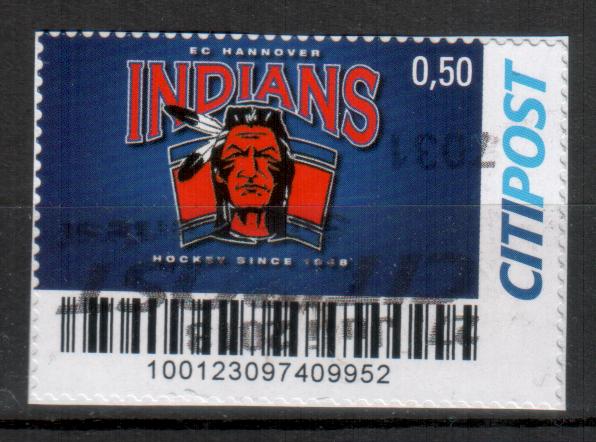 EC HANNOVER
INDIANS
0,50
HOCKEY SINCE 1948
CITIPOST
100123097409952